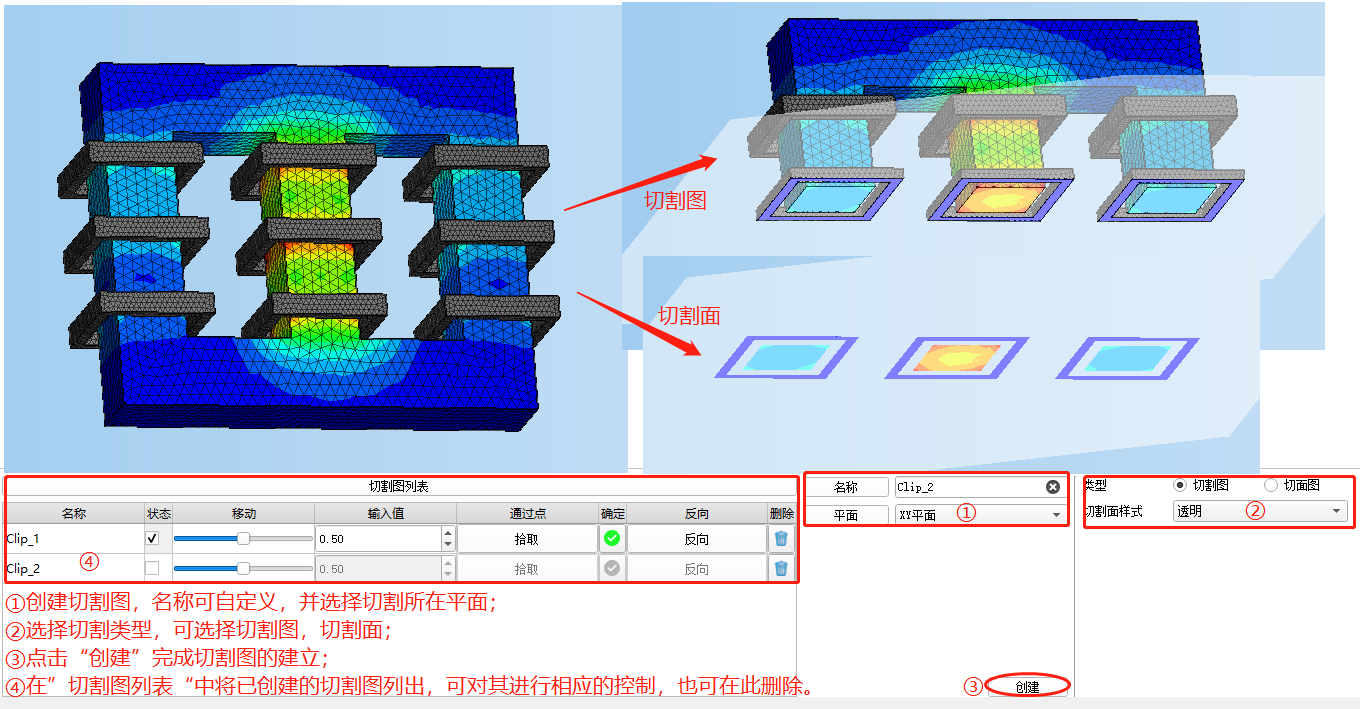 切割图
切割面
切割图列表
名称 状态 移动 输入值 通过点 确定 反向 删除
Clip_1 0.50 拾取 反向
Clip_2 ④ 0.50 拾取 反向
名称 Clip_2
平面 XY平面 ①
类型 切割图 切面图
切割面样式 透明 ②
①创建切割图，名称可自定义，并选择切割所在平面；
②选择切割类型，可选择切割图，切割面；
③点击“创建”完成切割图的建立；
④在”切割图列表“中将已创建的切割图列出，可对其进行相应的控制，也可在此删除。
③ 创建